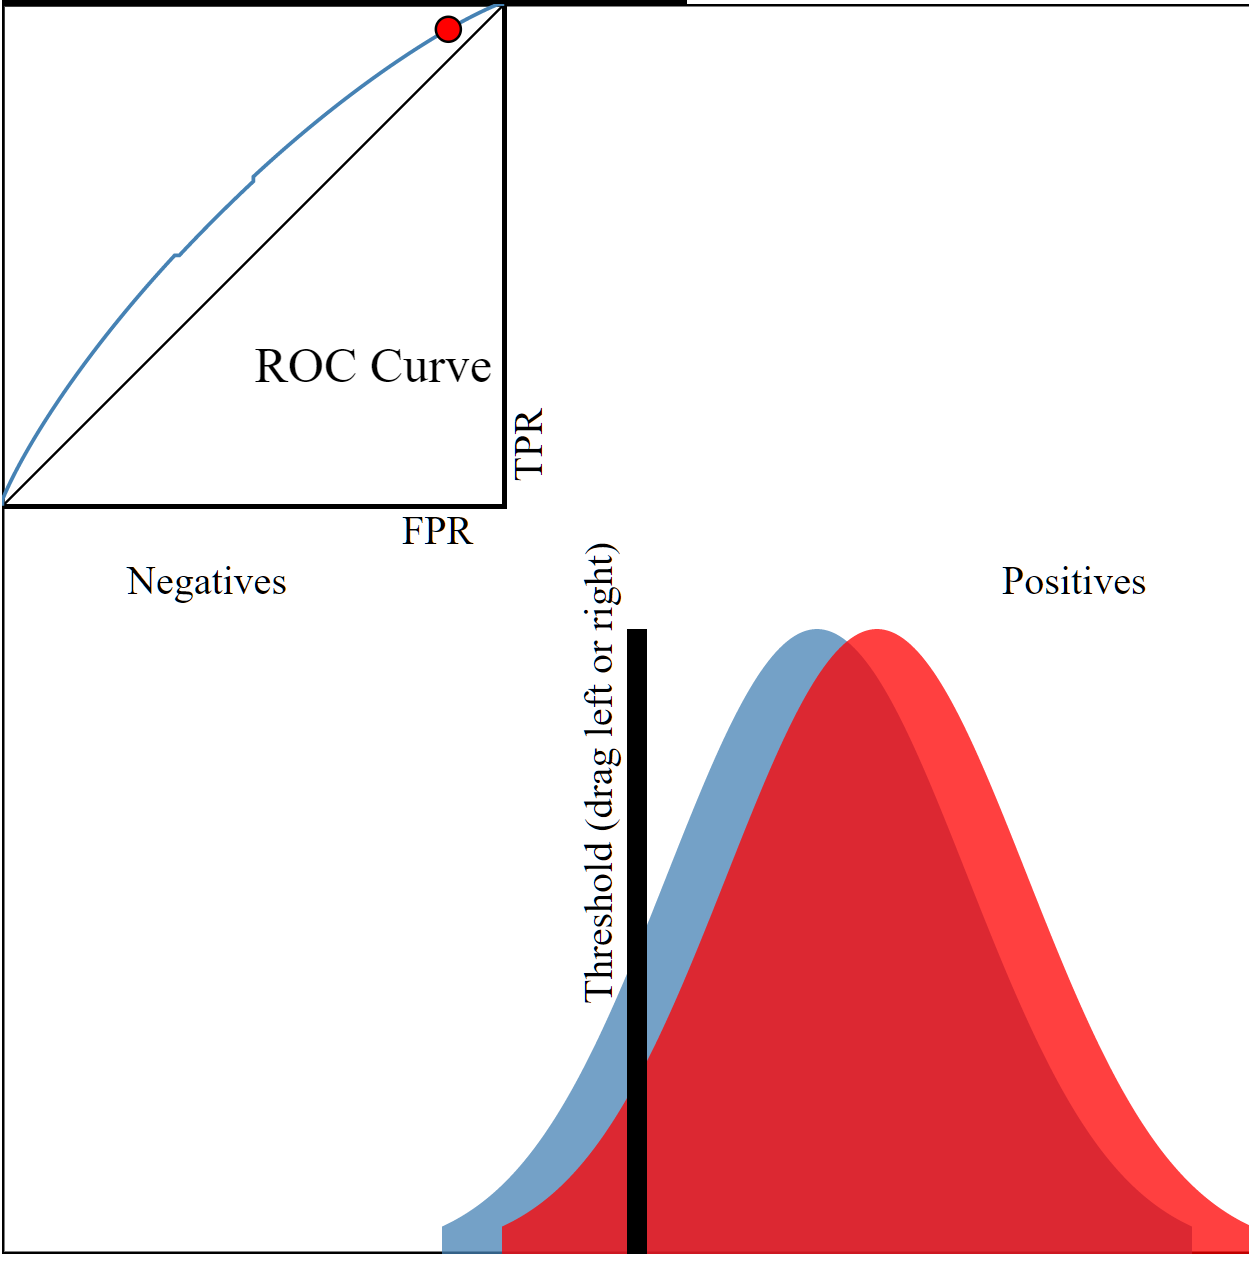 ROC Curve
TPR
FPR
Negatives
Positives
Threshold (drag left or right)